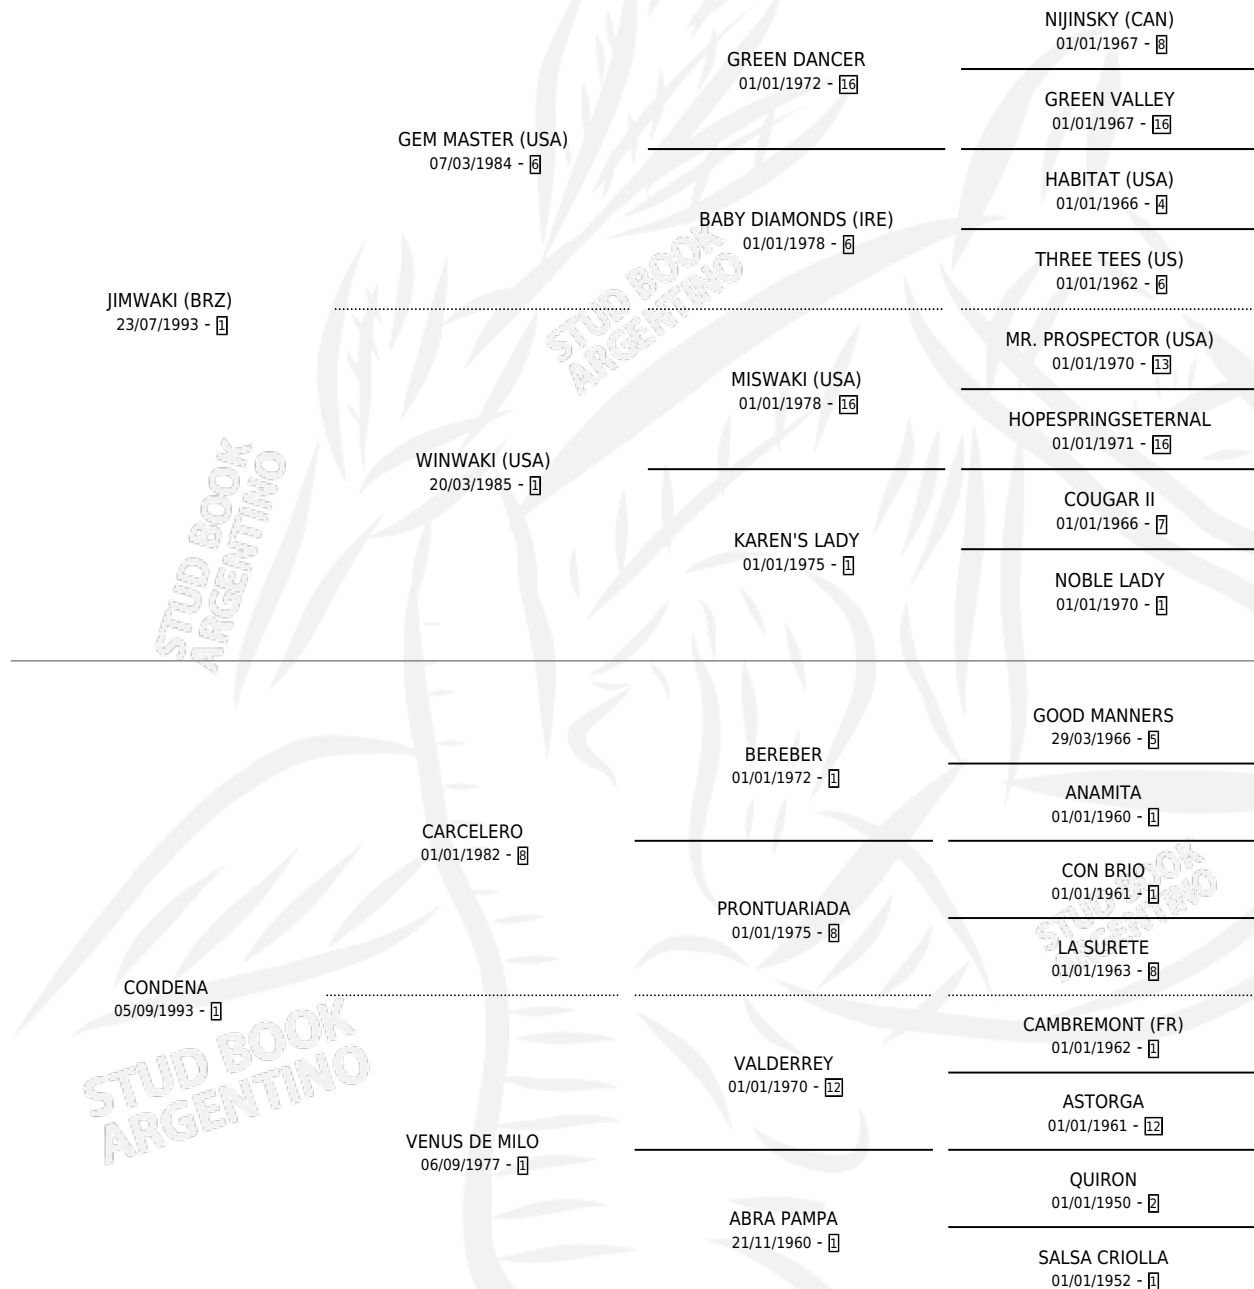 NIJINSKY (CAN)
01/01/1967 - 8
GREEN DANCER
01/01/1972 - 16
GREEN VALLEY
01/01/1967 - 16
GEM MASTER (USA)
07/03/1984 - 6
HABITAT (USA)
01/01/1966 - 4
BABY DIAMONDS (IRE)
01/01/1978 - 6
THREE TEES (US)
01/01/1962 - 6
JIMWAKI (BRZ)
23/07/1993 - 1
MR. PROSPECTOR (USA)
01/01/1970 - 13
MISWAKI (USA)
01/01/1978 - 16
HOPESPRINGSETERNAL
01/01/1971 - 16
WINWAKI (USA)
20/03/1985 - 1
COUGAR II
01/01/1966 - 7
KAREN'S LADY
01/01/1975 - 1
NOBLE LADY
01/01/1970 - 1
GOOD MANNERS
29/03/1966 - 5
BEREBER
01/01/1972 - 1
ANAMITA
01/01/1960 - 1
CARCELERO
01/01/1982 - 8
CON BRIO
01/01/1961 - 1
PRONTUARIADA
01/01/1975 - 8
LA SURETE
01/01/1963 - 8
CONDENA
05/09/1993 - 1
CAMBREMONT (FR)
01/01/1962 - 1
VALDERREY
01/01/1970 - 12
ASTORGA
01/01/1961 - 12
VENUS DE MILO
06/09/1977 - 1
QUIRON
01/01/1950 - 2
ABRA PAMPA
21/11/1960 - 1
SALSA CRIOLLA
01/01/1952 - 1
STUD BOOK
ARGENTINO
STUD BOOK
ARGENTINO
STUD BOOK
ARGENTINO
STUD BOOK
ARGENTINO